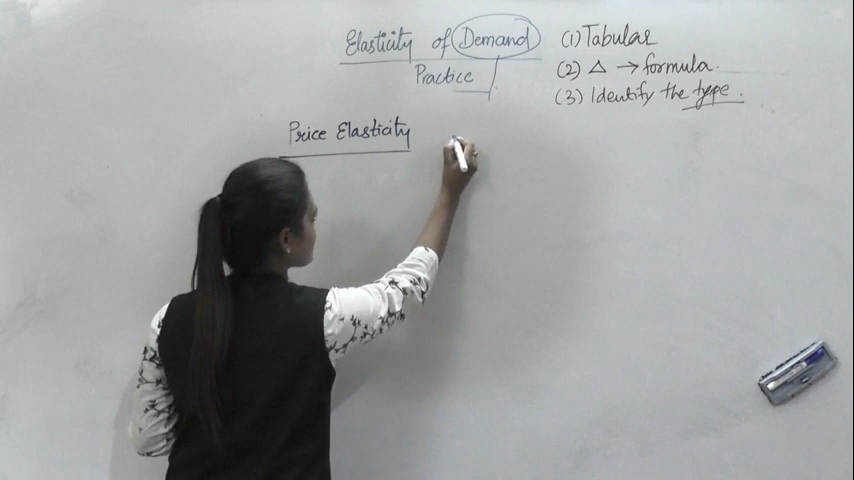 Elasticity of Demand
Practice
(1) Tabular
(2) △ → formula.
(3) Identify the type.
Price Elasticity